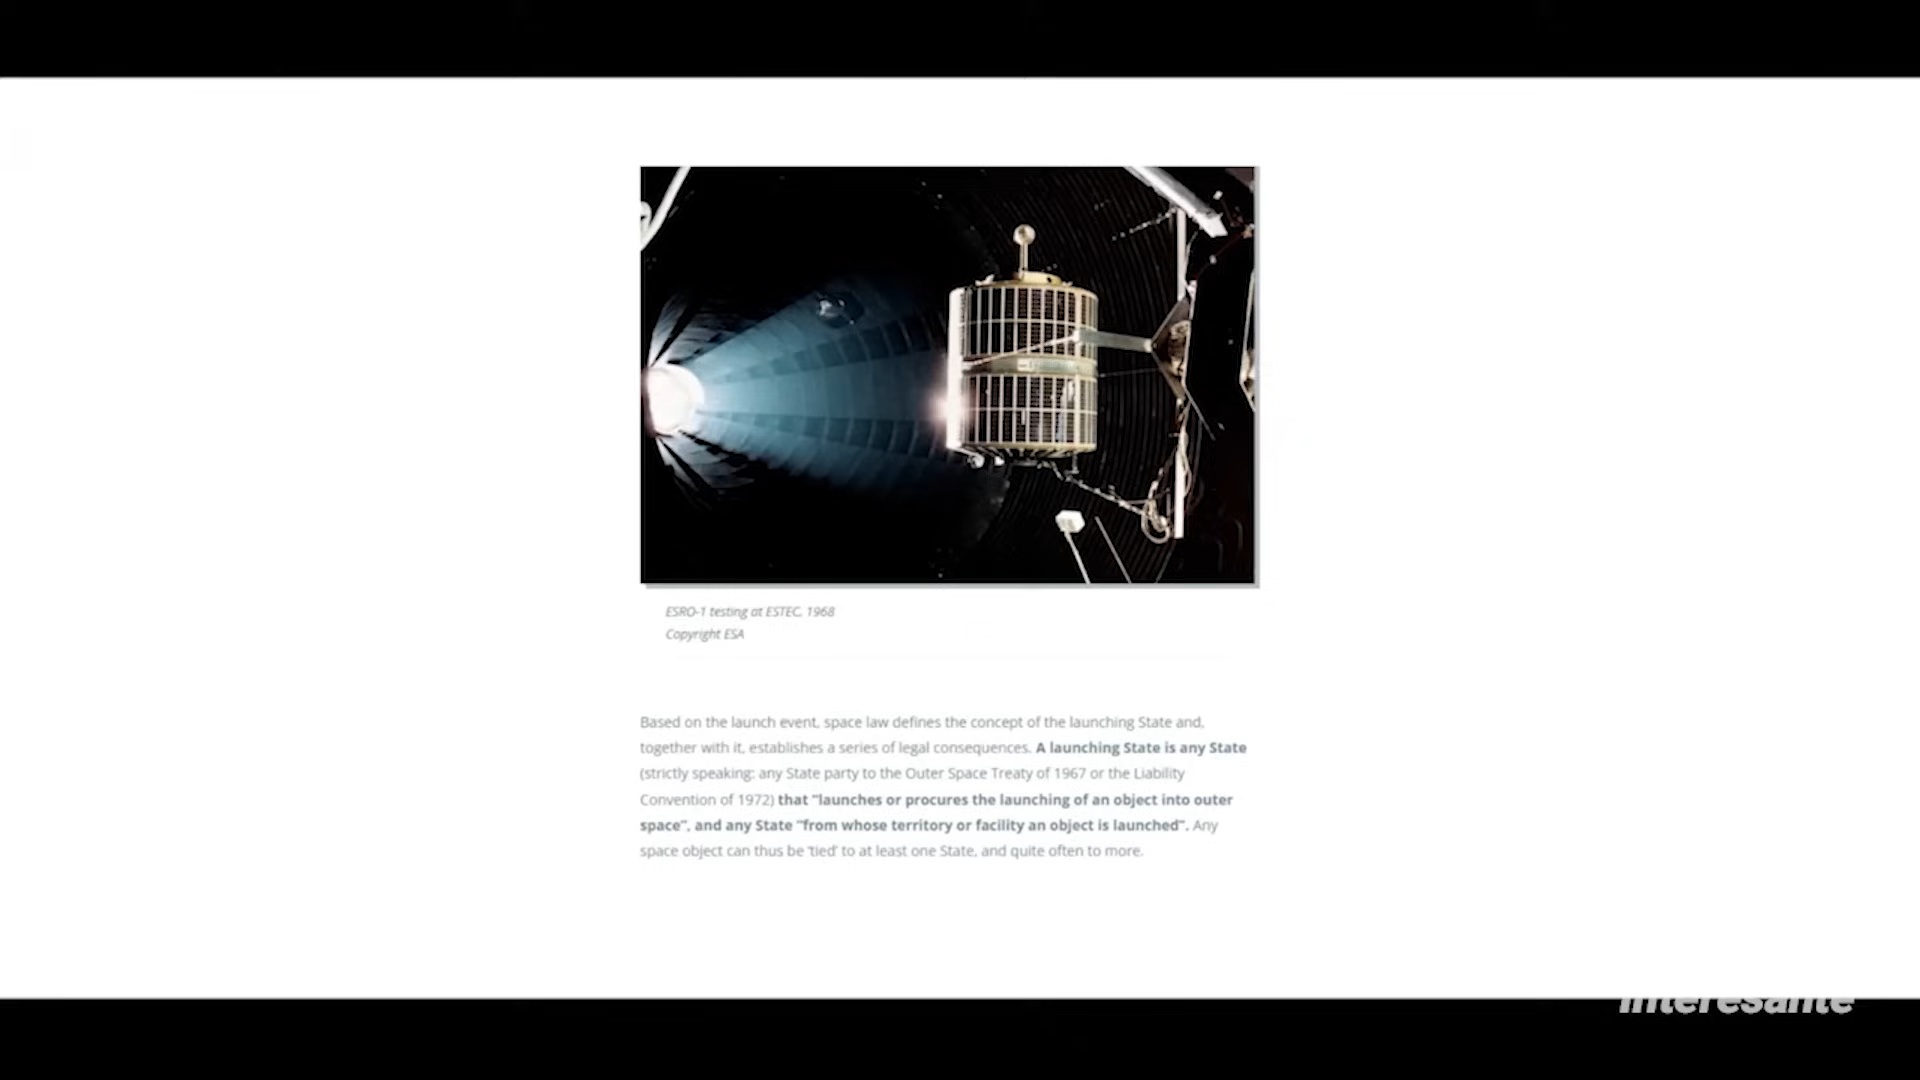 ESRO-1 testing at ESTEC, 1968
Copyright ESA
Based on the launch event, space law defines the concept of the launching State and,
together with it, establishes a series of legal consequences. A launching State is any State
(strictly speaking: any State party to the Outer Space Treaty of 1967 or the Liability
Convention of 1972) that “launches or procures the launching of an object into outer
space”, and any State “from whose territory or facility an object is launched”. Any
space object can thus be ‘tied’ to at least one State, and quite often to more.
interesante